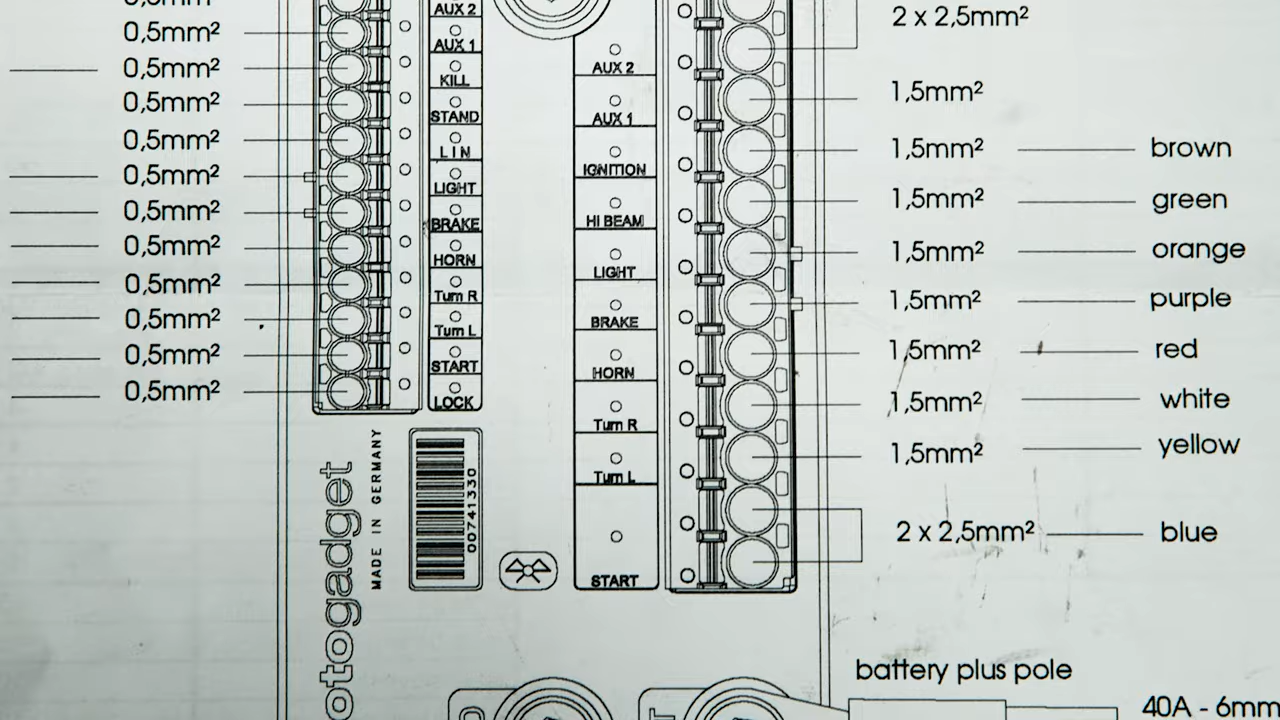 0,5mm²
AUX 2
2 x 2,5mm²
0,5mm²
AUX 1
0,5mm²
KILL
AUX 2
0,5mm²
STAND
AUX 1
1,5mm²
0,5mm²
LIN
IGNITION
1,5mm²
brown
0,5mm²
LIGHT
HI BEAM
1,5mm²
green
0,5mm²
BRAKE
LIGHT
1,5mm²
orange
0,5mm²
HORN
BRAKE
1,5mm²
purple
0,5mm²
Turn R
HORN
1,5mm²
red
0,5mm²
Turn L
Turn R
1,5mm²
white
0,5mm²
START
Turn L
1,5mm²
yellow
0,5mm²
LOCK
START
2 x 2,5mm²
blue
MADE IN GERMANY
00741330
otogadget
battery plus pole
40A - 6mm